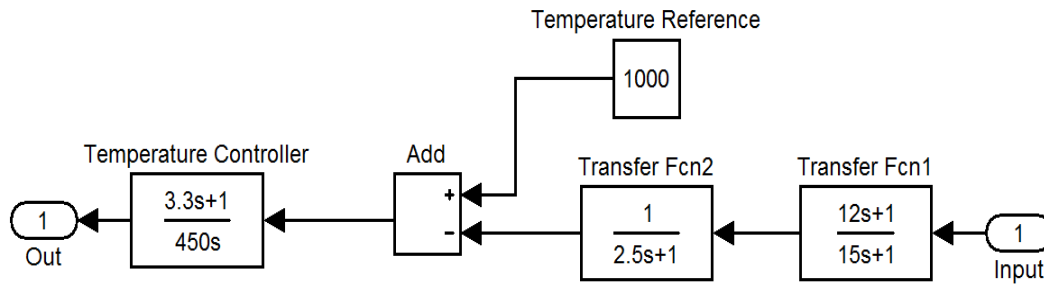 Temperature Reference
1000
Temperature Controller
3.3s+1
450s
Add
+
−
Transfer Fcn2
1
2.5s+1
Transfer Fcn1
12s+1
15s+1
1
Out
1
Input